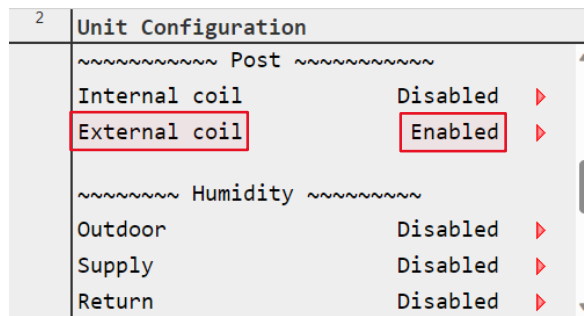 2
Unit Configuration
~~~~~~~~~~~ Post ~~~~~~~~~~~
Internal coil Disabled
External coil Enabled
~~~~~~~~ Humidity ~~~~~~~~~
Outdoor Disabled
Supply Disabled
Return Disabled